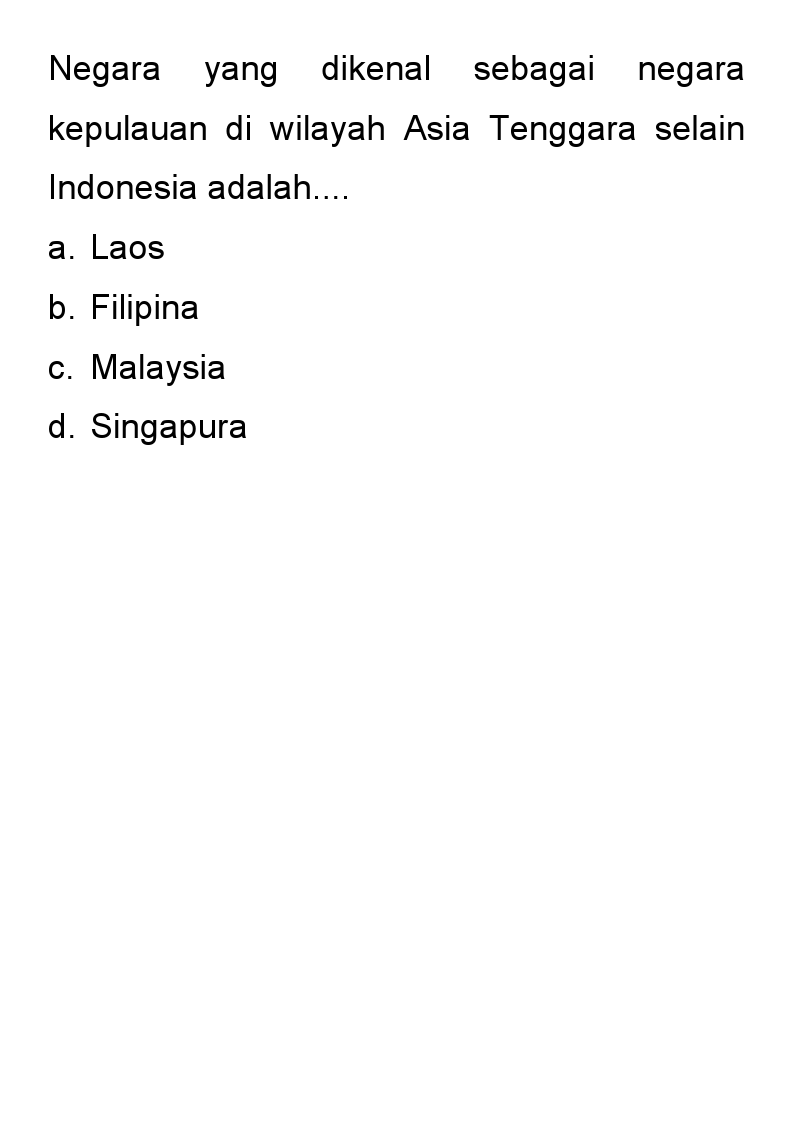 Negara yang dikenal sebagai negara
kepulauan di wilayah Asia Tenggara selain
Indonesia adalah....
a. Laos
b. Filipina
c. Malaysia
d. Singapura